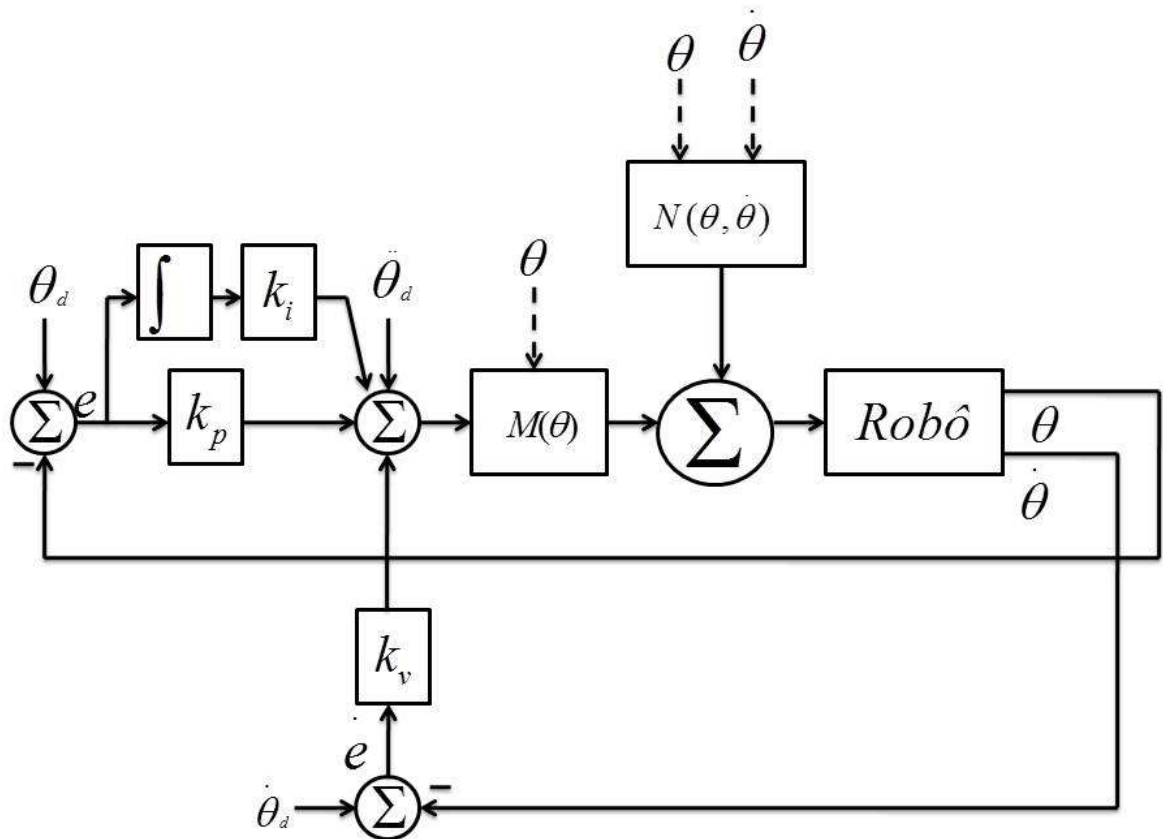 θ θ̇
N(θ, θ̇)
∫ k_i
θ_d θ̈_d θ
Σ e k_p Σ M(θ) Σ Robô
−
θ
θ̇
k_v
ė
−
θ̇_d Σ